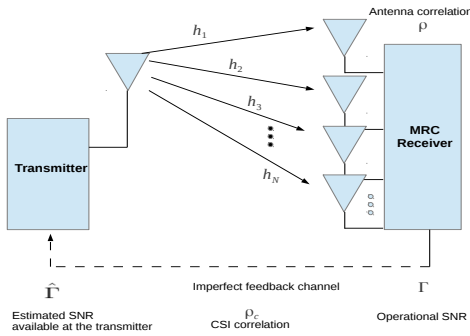 Antenna correlation
ρ
h1
h2
h3
hN
Transmitter
MRC
Receiver
Imperfect feedback channel
Γ̂
Γ
Estimated SNR
available at the transmitter
ρc
CSI correlation
Operational SNR